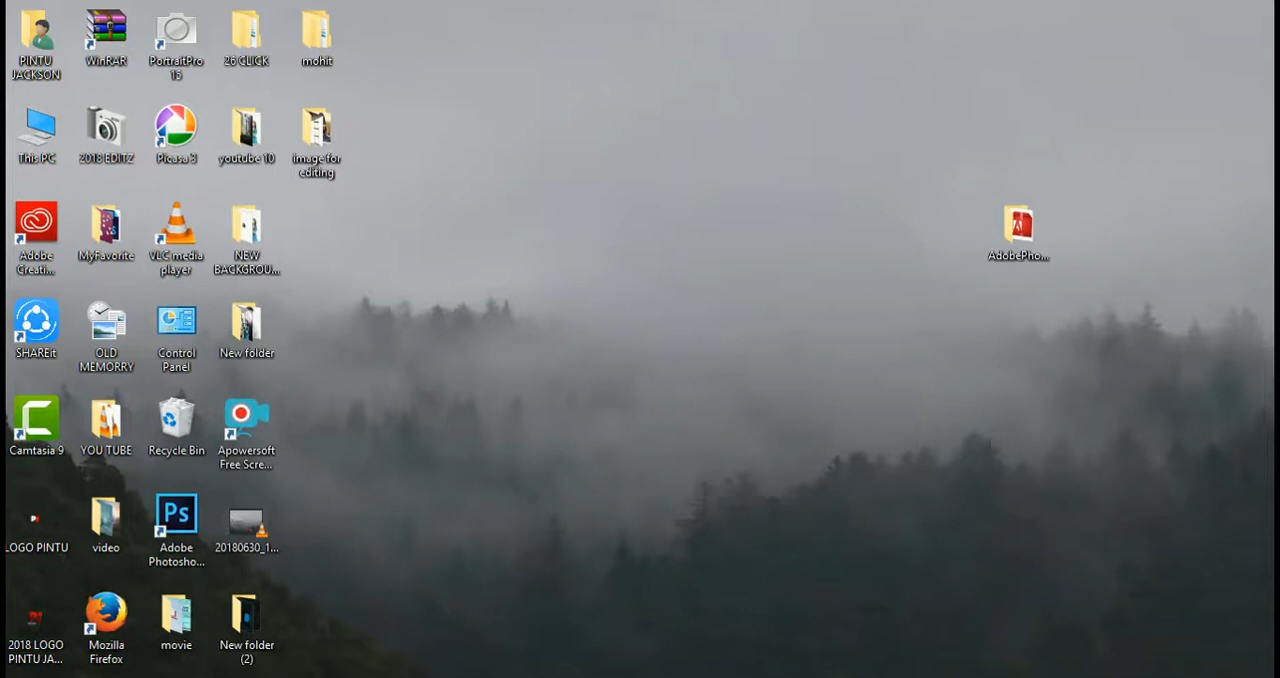 PINTU
JACKSON
WinRAR
PortraitPro
15
26 CLICK
mohit
This PC
2018 EDITZ
Picasa 3
youtube 10
image for
editing
Adobe
Creati...
MyFavorite
VLC media
player
NEW
BACKGROU...
AdobePho...
SHAREit
OLD
MEMORRY
Control
Panel
New folder
Camtasia 9
YOU TUBE
Recycle Bin
Apowersoft
Free Scre...
LOGO PINTU
video
Ps
Adobe
Photosho...
20180630_1...
2018 LOGO
PINTU JA...
Mozilla
Firefox
movie
New folder
(2)